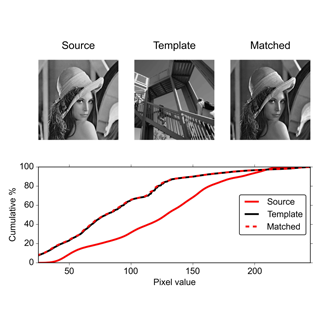 Source Template Matched
100
80
60
40
20
0
Cumulative %
Source
Template
Matched
50 100 150 200
Pixel value